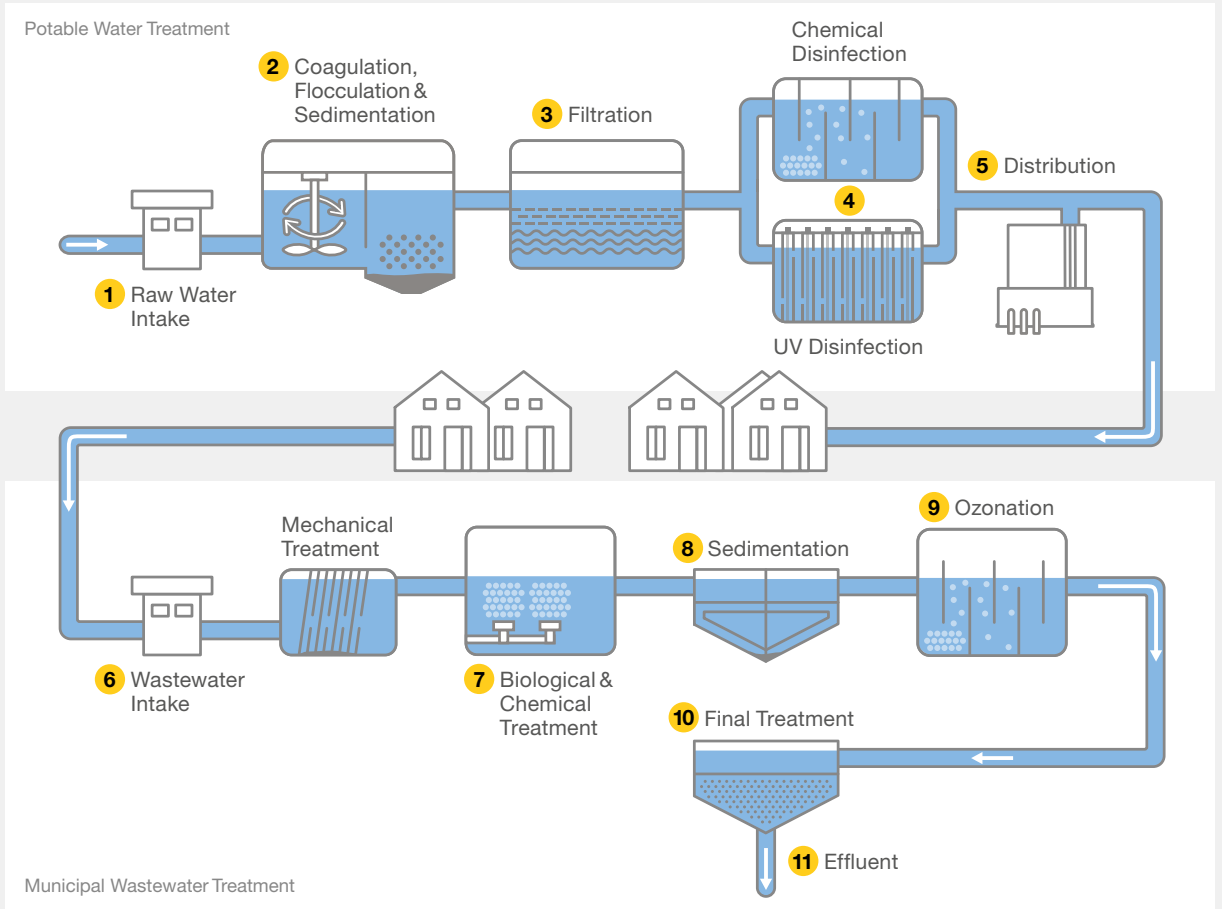 Potable Water Treatment
Chemical
Disinfection
2 Coagulation,
Flocculation &
Sedimentation
3 Filtration
5 Distribution
4
1 Raw Water
Intake
UV Disinfection
Mechanical
Treatment
9 Ozonation
8 Sedimentation
6 Wastewater
Intake
7 Biological &
Chemical
Treatment
10 Final Treatment
11 Effluent
Municipal Wastewater Treatment